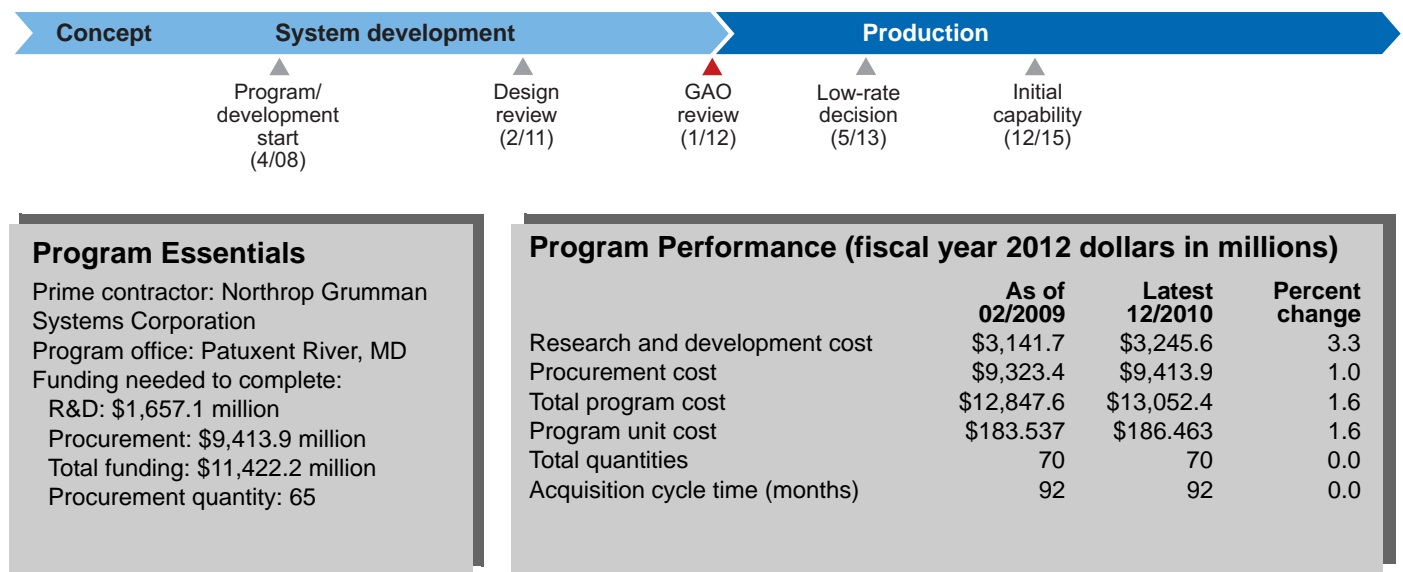 Concept System development Production
Program/
development
start
(4/08)
Design
review
(2/11)
GAO
review
(1/12)
Low-rate
decision
(5/13)
Initial
capability
(12/15)
Program Essentials
Prime contractor: Northrop Grumman
Systems Corporation
Program office: Patuxent River, MD
Funding needed to complete:
R&D: $1,657.1 million
Procurement: $9,413.9 million
Total funding: $11,422.2 million
Procurement quantity: 65
Program Performance (fiscal year 2012 dollars in millions)
As of Latest Percent
02/2009 12/2010 change
Research and development cost $3,141.7 $3,245.6 3.3
Procurement cost $9,323.4 $9,413.9 1.0
Total program cost $12,847.6 $13,052.4 1.6
Program unit cost $183.537 $186.463 1.6
Total quantities 70 70 0.0
Acquisition cycle time (months) 92 92 0.0